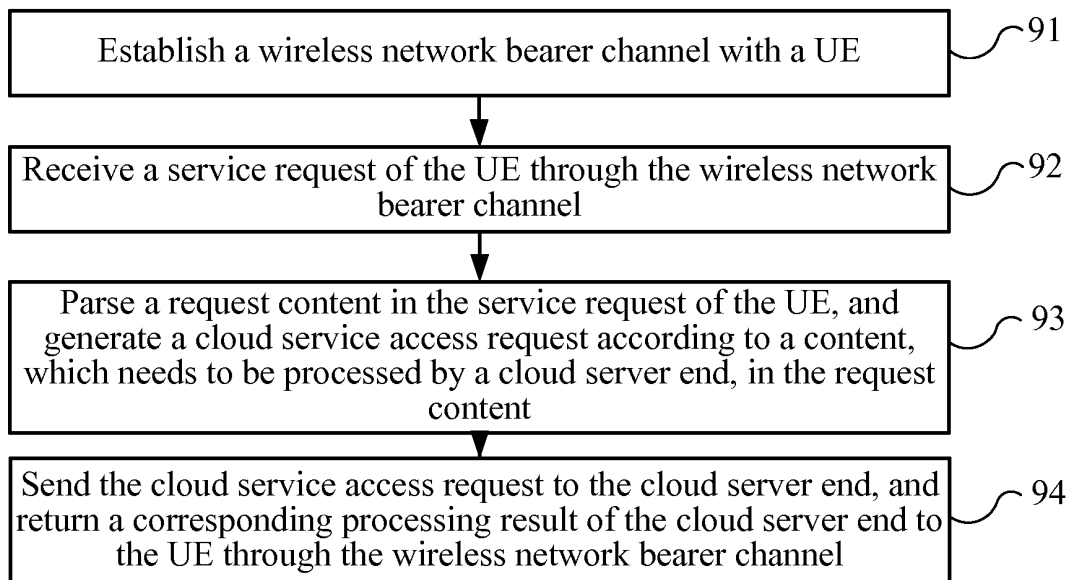 Establish a wireless network bearer channel with a UE
91
Receive a service request of the UE through the wireless network
bearer channel
92
Parse a request content in the service request of the UE, and
generate a cloud service access request according to a content,
which needs to be processed by a cloud server end, in the request
content
93
Send the cloud service access request to the cloud server end, and
return a corresponding processing result of the cloud server end to
the UE through the wireless network bearer channel
94